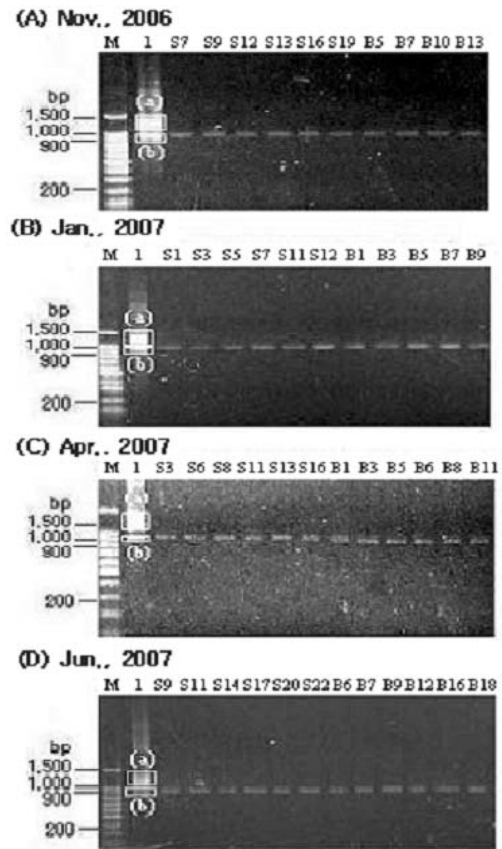 (A) Nov., 2006
M 1 S7 S9 S12 S13 S16 S19 B5 B7 B10 B13
bp
(a)
1,500
1,000
(b)
900
200
(B) Jan., 2007
M 1 S1 S3 S5 S7 S11 S12 B1 B3 B5 B7 B9
bp
(a)
1,500
1,000
900
(b)
200
(C) Apr., 2007
M 1 S3 S6 S8 S11 S13 S16 B1 B3 B5 B6 B8 B11
bp
1,500
1,000
900
(b)
200
(D) Jun., 2007
M 1 S9 S11 S14 S17 S20 S22 B6 B7 B9 B12 B16 B18
bp
(a)
1,500
1,000
900
(b)
200